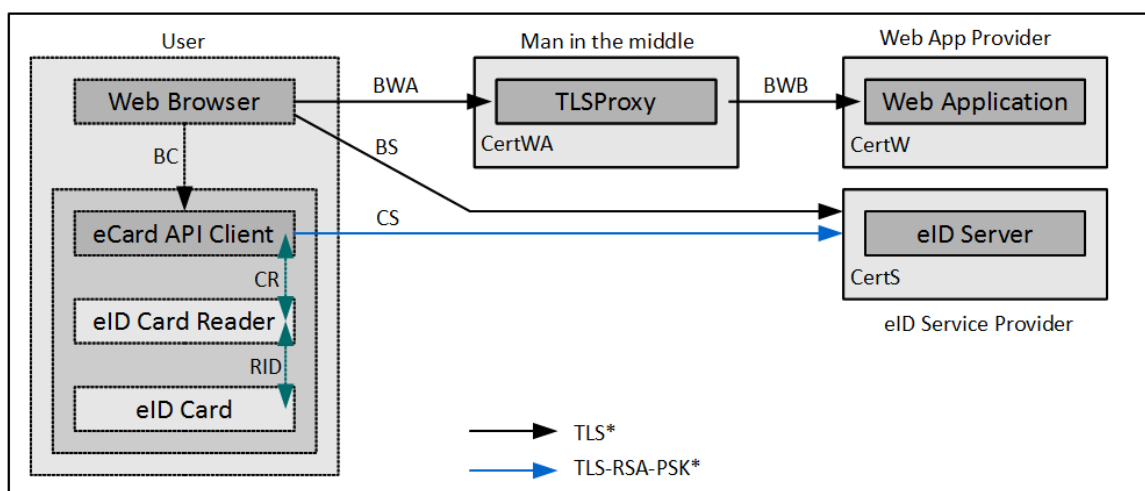 User
Man in the middle
Web App Provider
Web Browser
BWA
TLSProxy
BWB
Web Application
CertWA
CertW
BC
BS
eCard API Client
CS
eID Server
CR
CertS
eID Card Reader
eID Service Provider
RID
eID Card
TLS*
TLS-RSA-PSK*